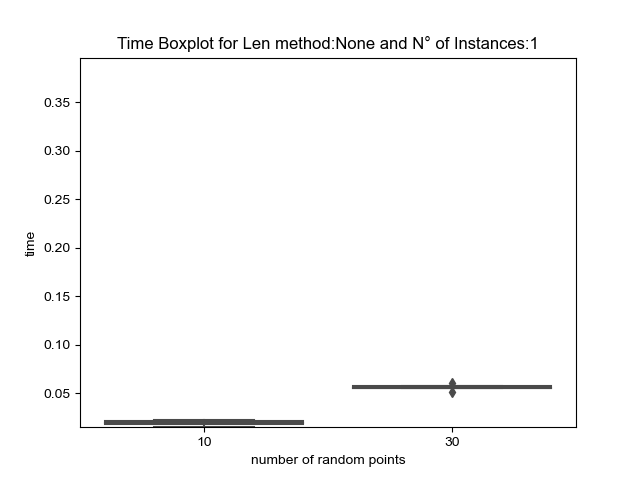 Time Boxplot for Len method:None and N° of Instances:1
0.35
0.30
0.25
0.20
0.15
0.10
0.05
time
10 30
number of random points